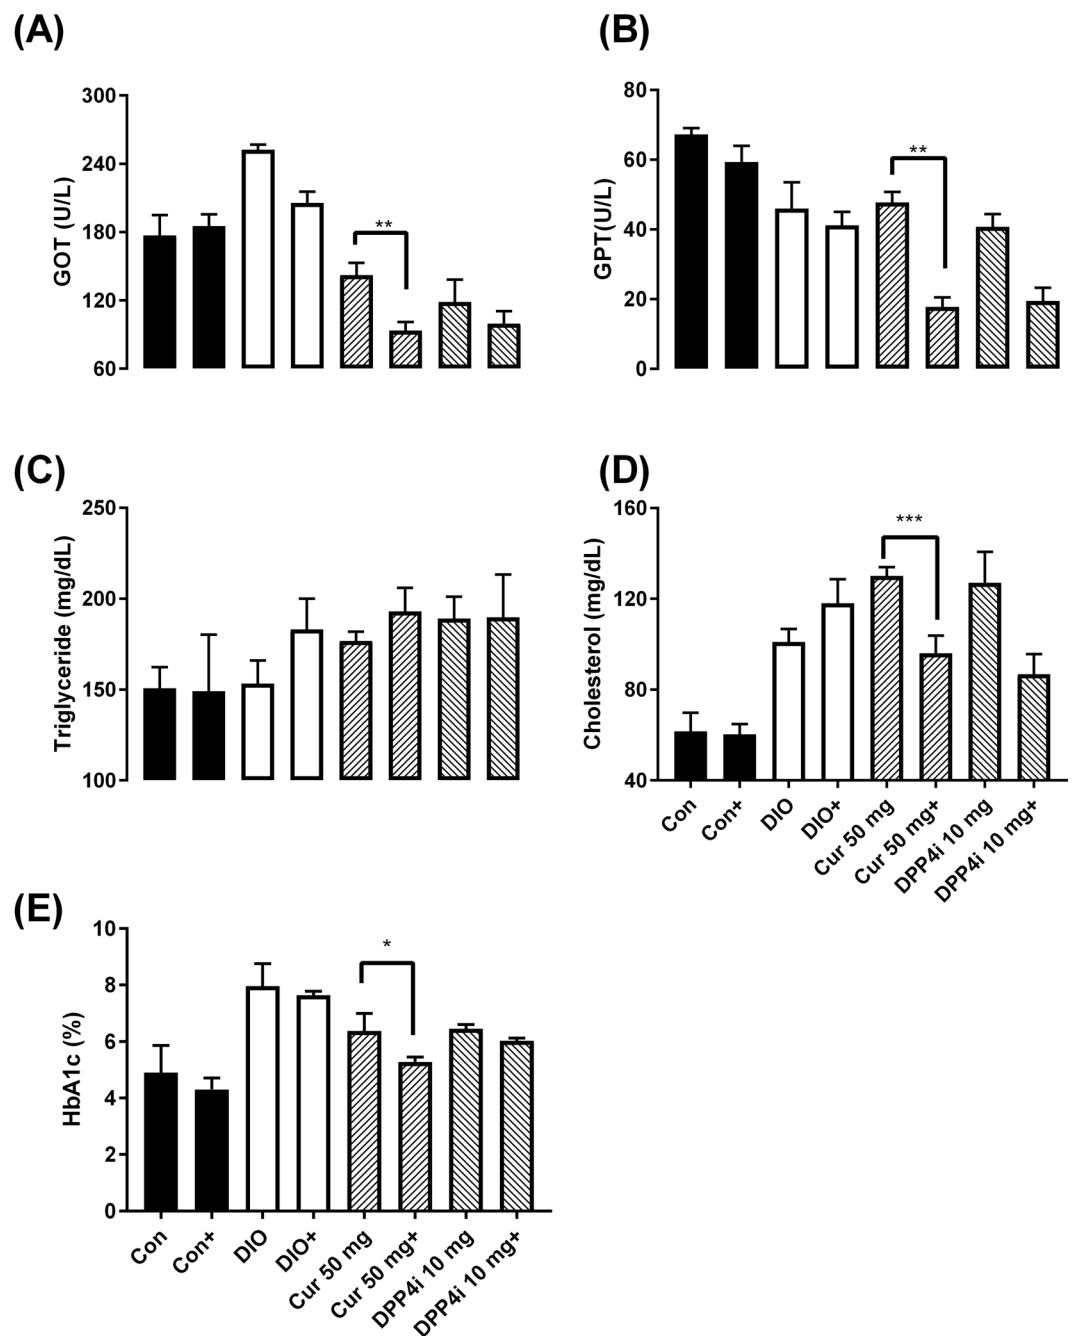 (A)
GOT (U/L)
300
240
180
120
60
**
(B)
GPT(U/L)
80
60
40
20
0
**
(C)
Triglyceride (mg/dL)
250
200
150
100
(D)
Cholesterol (mg/dL)
160
120
80
40
***
Con
Con+
DIO
DIO+
Cur 50 mg
Cur 50 mg+
DPP4i 10 mg
DPP4i 10 mg+
(E)
HbA1c (%)
10
8
6
4
2
0
*
Con
Con+
DIO
DIO+
Cur 50 mg
Cur 50 mg+
DPP4i 10 mg
DPP4i 10 mg+